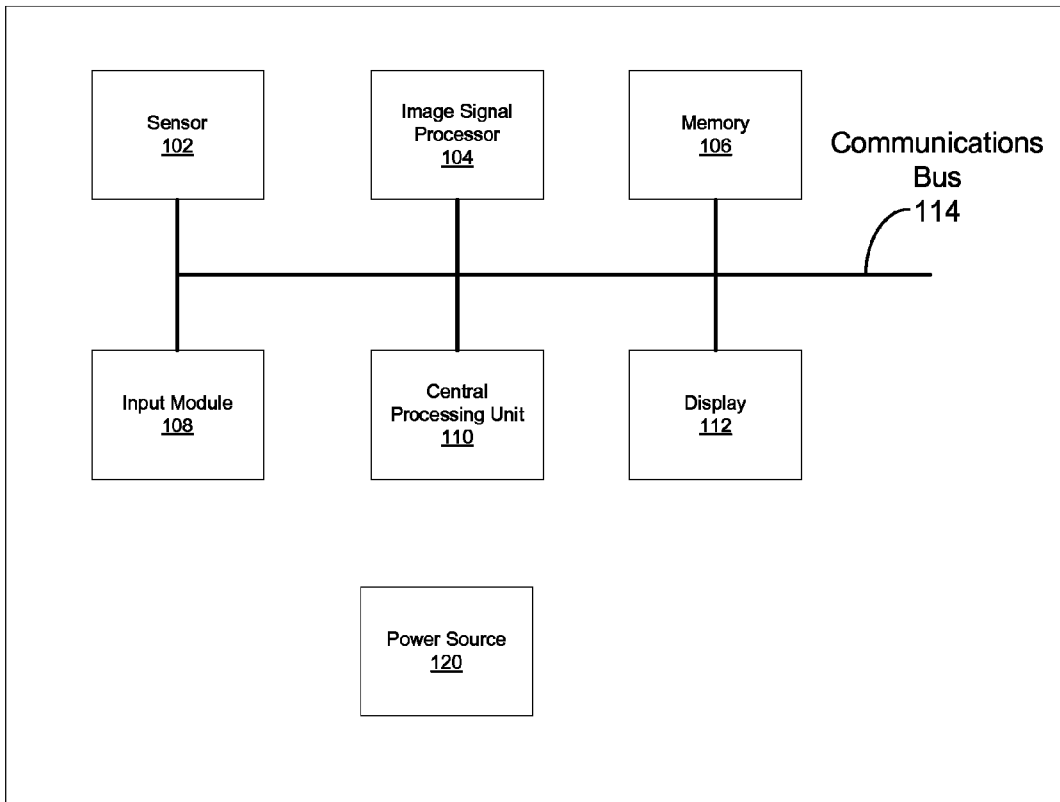 Sensor
102
Image Signal
Processor
104
Memory
106
Communications
Bus
114
Input Module
108
Central
Processing Unit
110
Display
112
Power Source
120